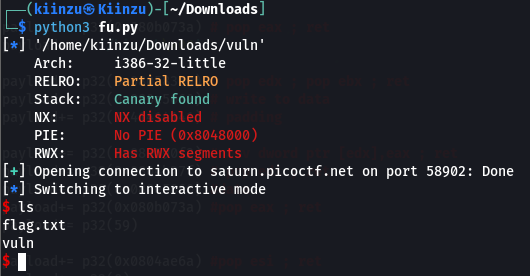 ┌──(kiinzu㉿Kiinzu)-[~/Downloads]
└─$ python3 fu.py
[*] '/home/kiinzu/Downloads/vuln'
    Arch:     i386-32-little
    RELRO:    Partial RELRO
    Stack:    Canary found
    NX:       NX disabled
    PIE:      No PIE (0x8048000)
    RWX:      Has RWX segments
[+] Opening connection to saturn.picoctf.net on port 58902: Done
[*] Switching to interactive mode
$ ls
flag.txt
vuln
$